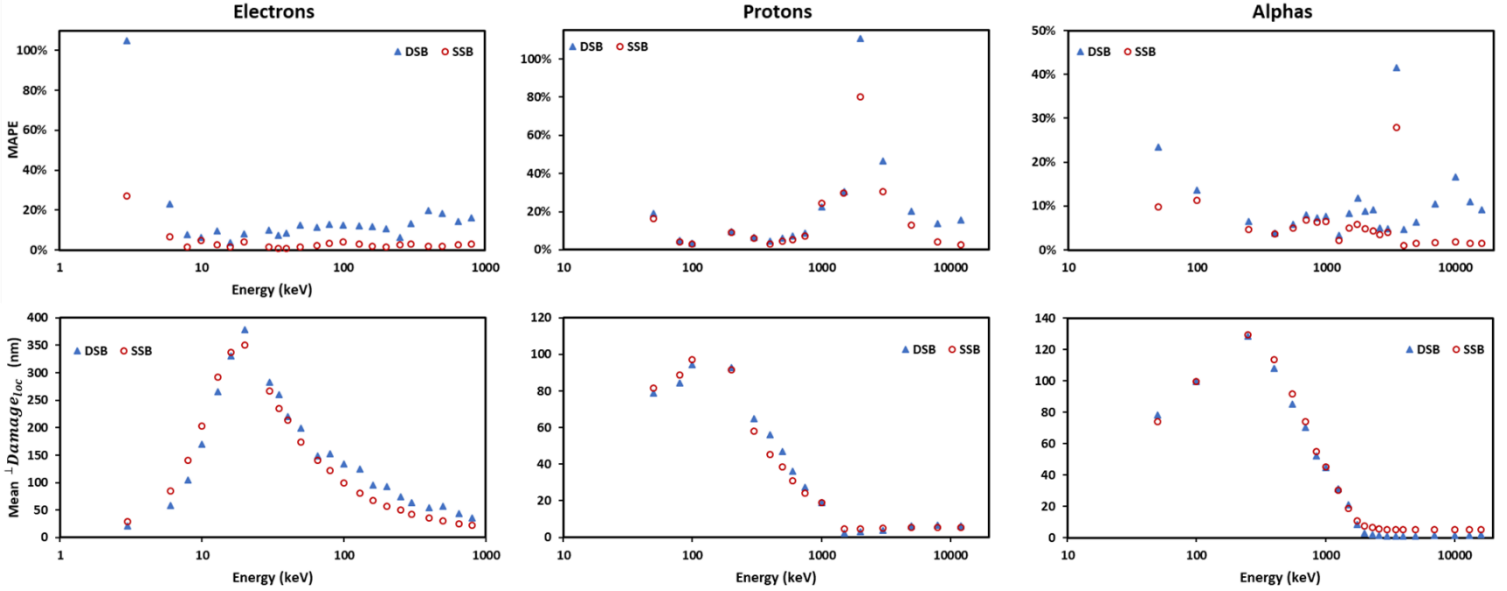 Electrons
Protons
Alphas
MAPE
100%
80%
60%
40%
20%
0%
DSB SSB
1 10 100 1000
Energy (keV)
100%
80%
60%
40%
20%
0%
DSB SSB
10 100 1000 10000
Energy (keV)
50%
40%
30%
20%
10%
0%
DSB SSB
10 100 1000 10000
Energy (keV)
Mean ⊥Damage_loc (nm)
400
350
300
250
200
150
100
50
0
DSB SSB
1 10 100 1000
Energy (keV)
120
100
80
60
40
20
0
DSB SSB
10 100 1000 10000
Energy (keV)
140
120
100
80
60
40
20
0
DSB SSB
10 100 1000 10000
Energy (keV)